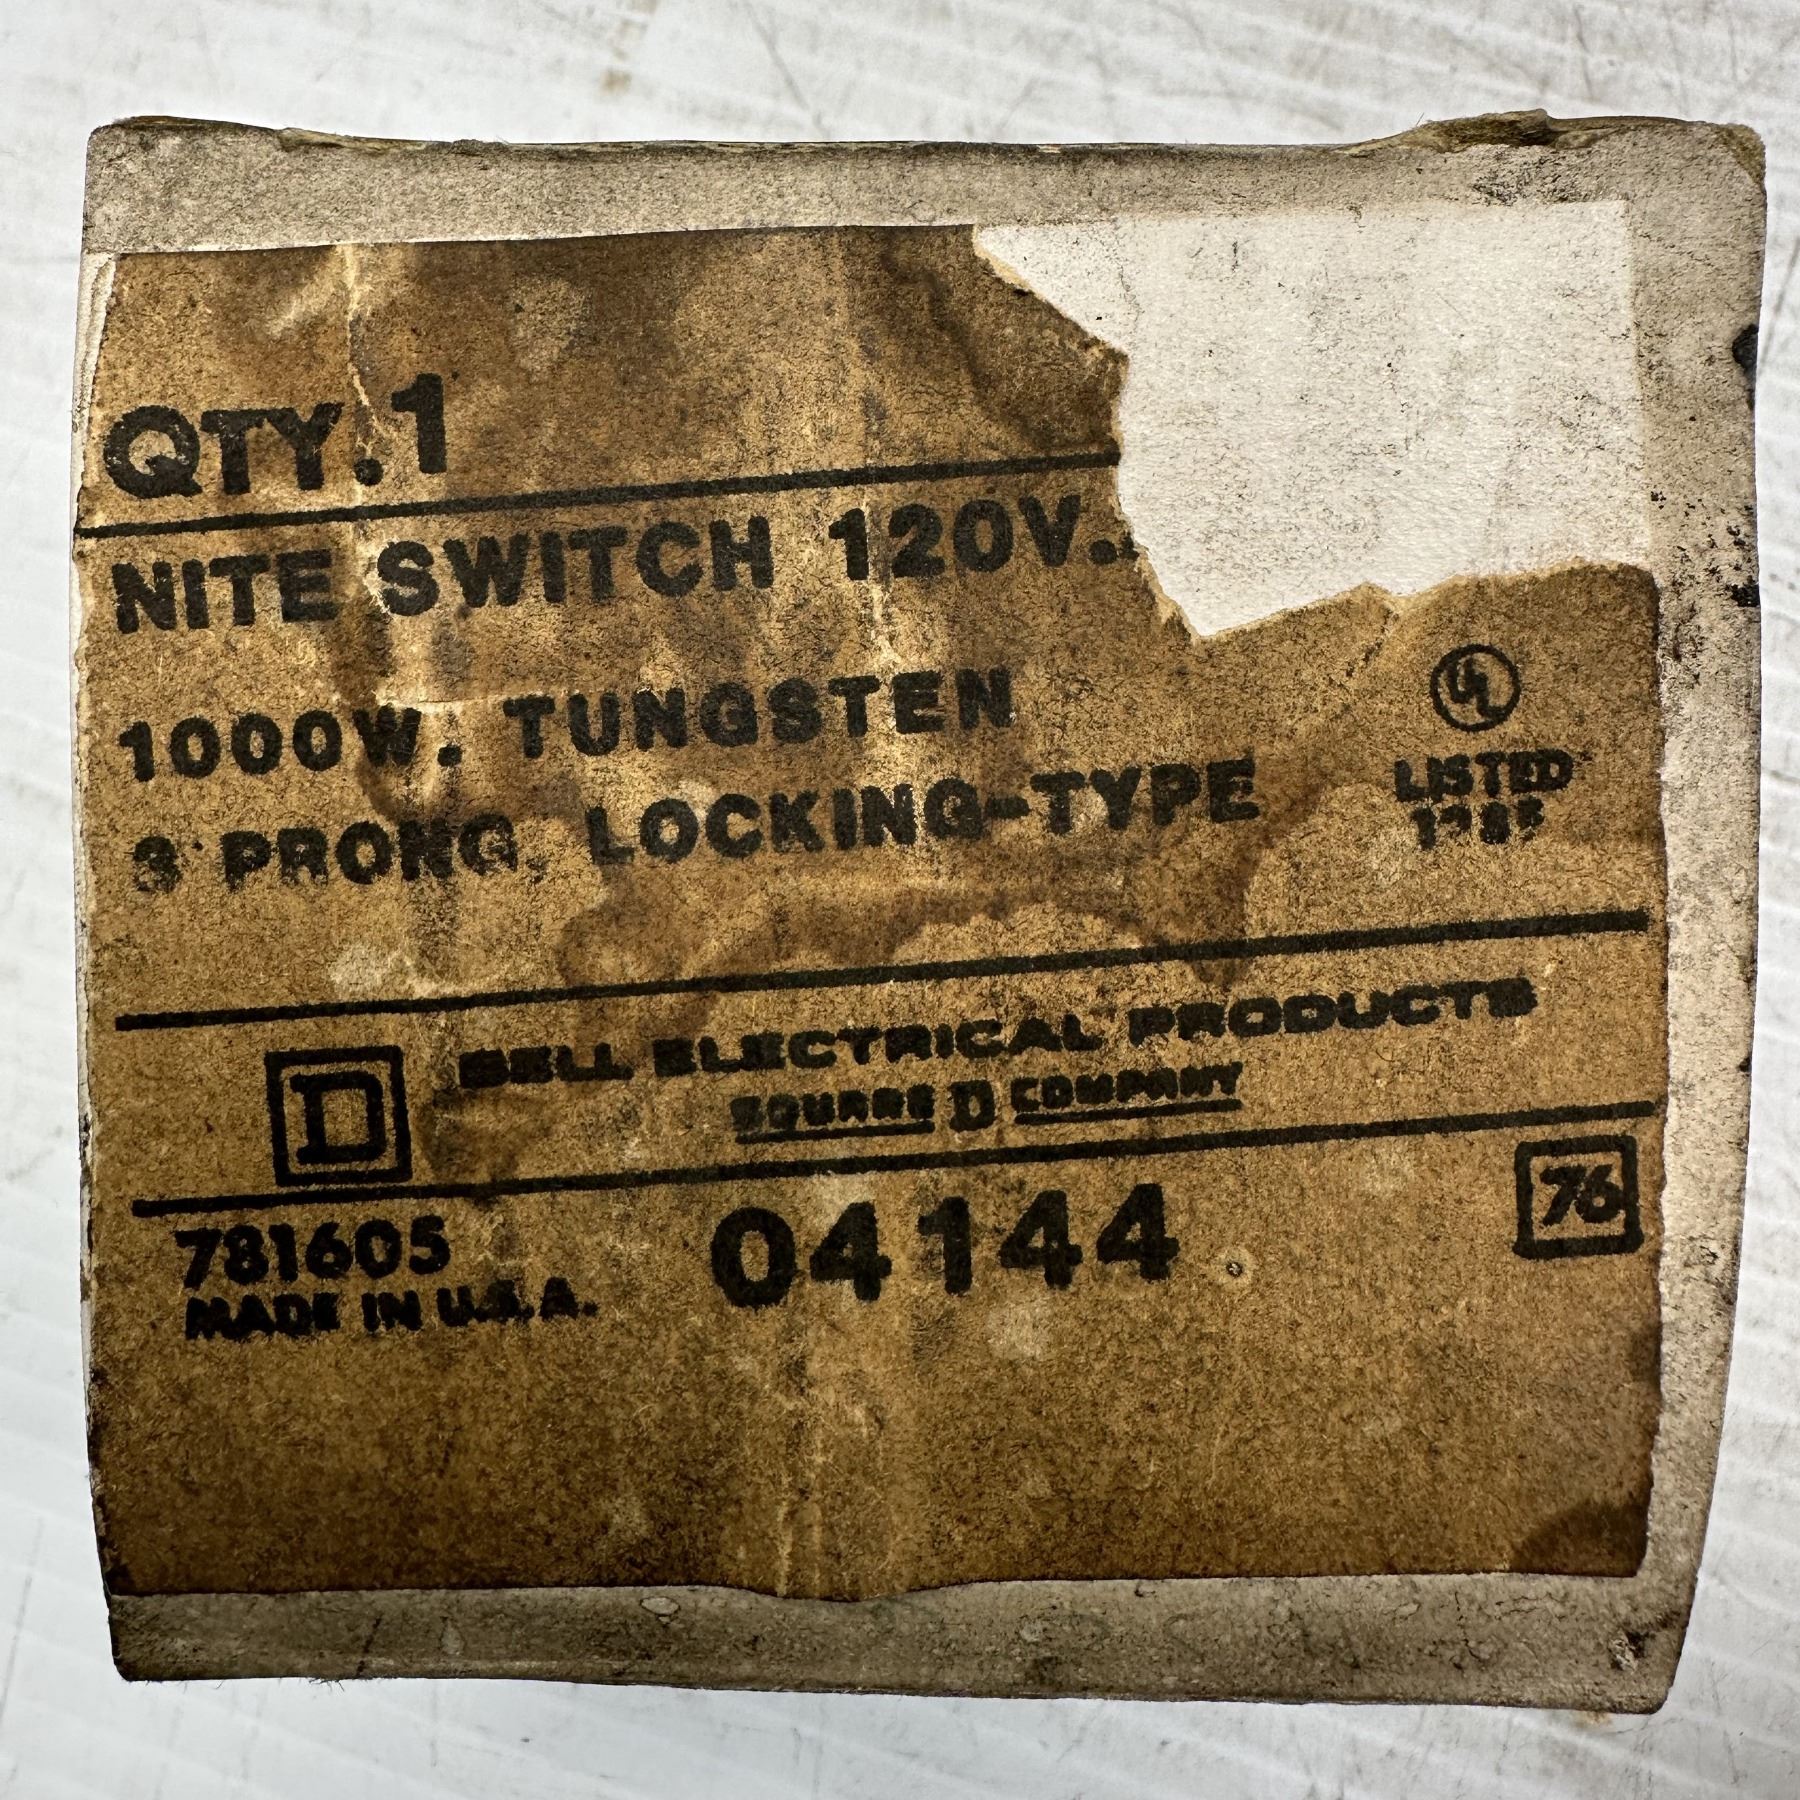 QTY.1
NITE SWITCH 120V.
1000W. TUNGSTEN
3 PRONG, LOCKING-TYPE
UL
LISTED
D
BELL ELECTRICAL PRODUCTS
SQUARE D COMPANY
76
781605
04144
MADE IN U.S.A.